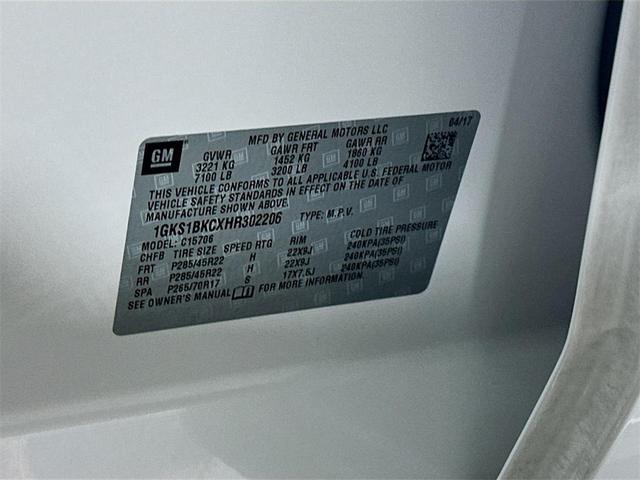 04/17
MFD BY GENERAL MOTORS LLC
GM
GVWR GAWR FRT GAWR RR
3221 KG 1452 KG 1860 KG
7100 LB 3200 LB 4100 LB
THIS VEHICLE CONFORMS TO ALL APPLICABLE U.S. FEDERAL MOTOR
VEHICLE SAFETY STANDARDS IN EFFECT ON THE DATE OF
MANUFACTURE SHOWN ABOVE.
1GKS1BKCXHR302206 TYPE: M.P.V.
MODEL: C15706
CHFB TIRE SIZE SPEED RTG RIM COLD TIRE PRESSURE
FRT P285/45R22 H 22X9J 240KPA(35PSI)
RR P285/45R22 H 22X9J 240KPA(35PSI)
SPA P265/70R17 S 17X7.5J 240KPA(35PSI)
SEE OWNER'S MANUAL FOR MORE INFORMATION.